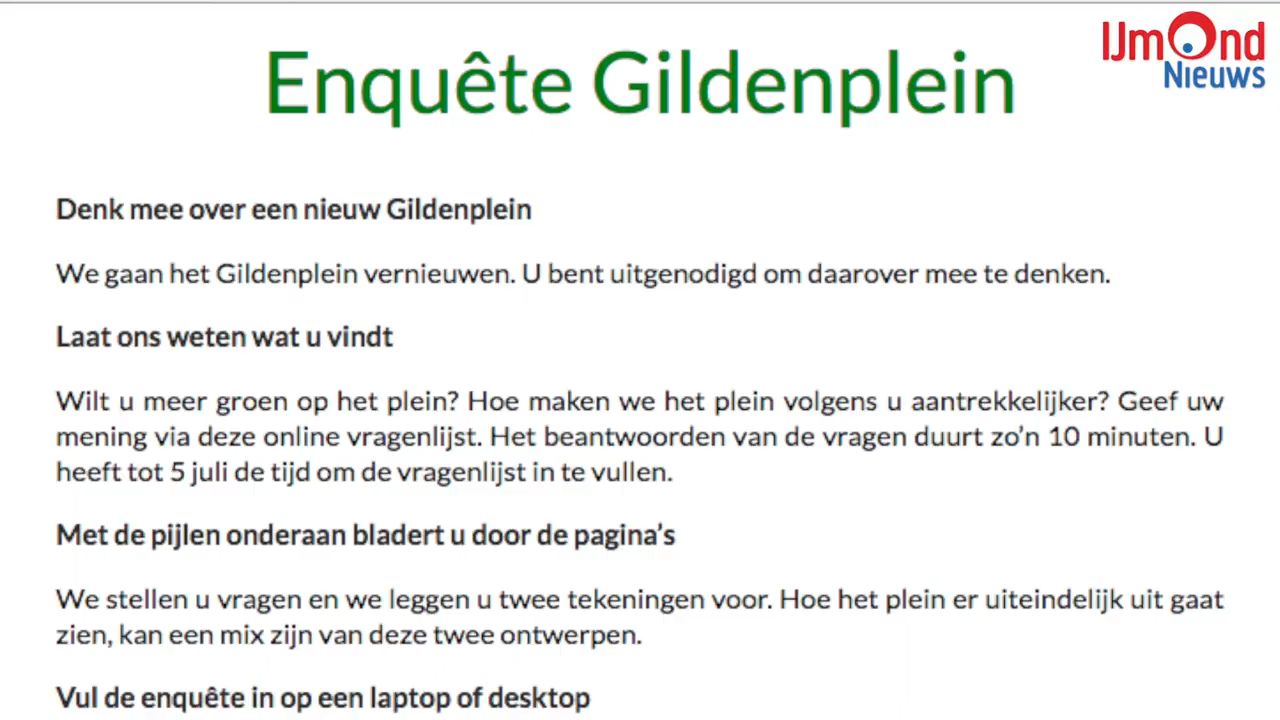 IJmond
Nieuws
Enquête Gildenplein
Denk mee over een nieuw Gildenplein
We gaan het Gildenplein vernieuwen. U bent uitgenodigd om daarover mee te denken.
Laat ons weten wat u vindt
Wilt u meer groen op het plein? Hoe maken we het plein volgens u aantrekkelijker? Geef uw
mening via deze online vragenlijst. Het beantwoorden van de vragen duurt zo’n 10 minuten. U
heeft tot 5 juli de tijd om de vragenlijst in te vullen.
Met de pijlen onderaan bladert u door de pagina’s
We stellen u vragen en we leggen u twee tekeningen voor. Hoe het plein er uiteindelijk uit gaat
zien, kan een mix zijn van deze twee ontwerpen.
Vul de enquête in op een laptop of desktop